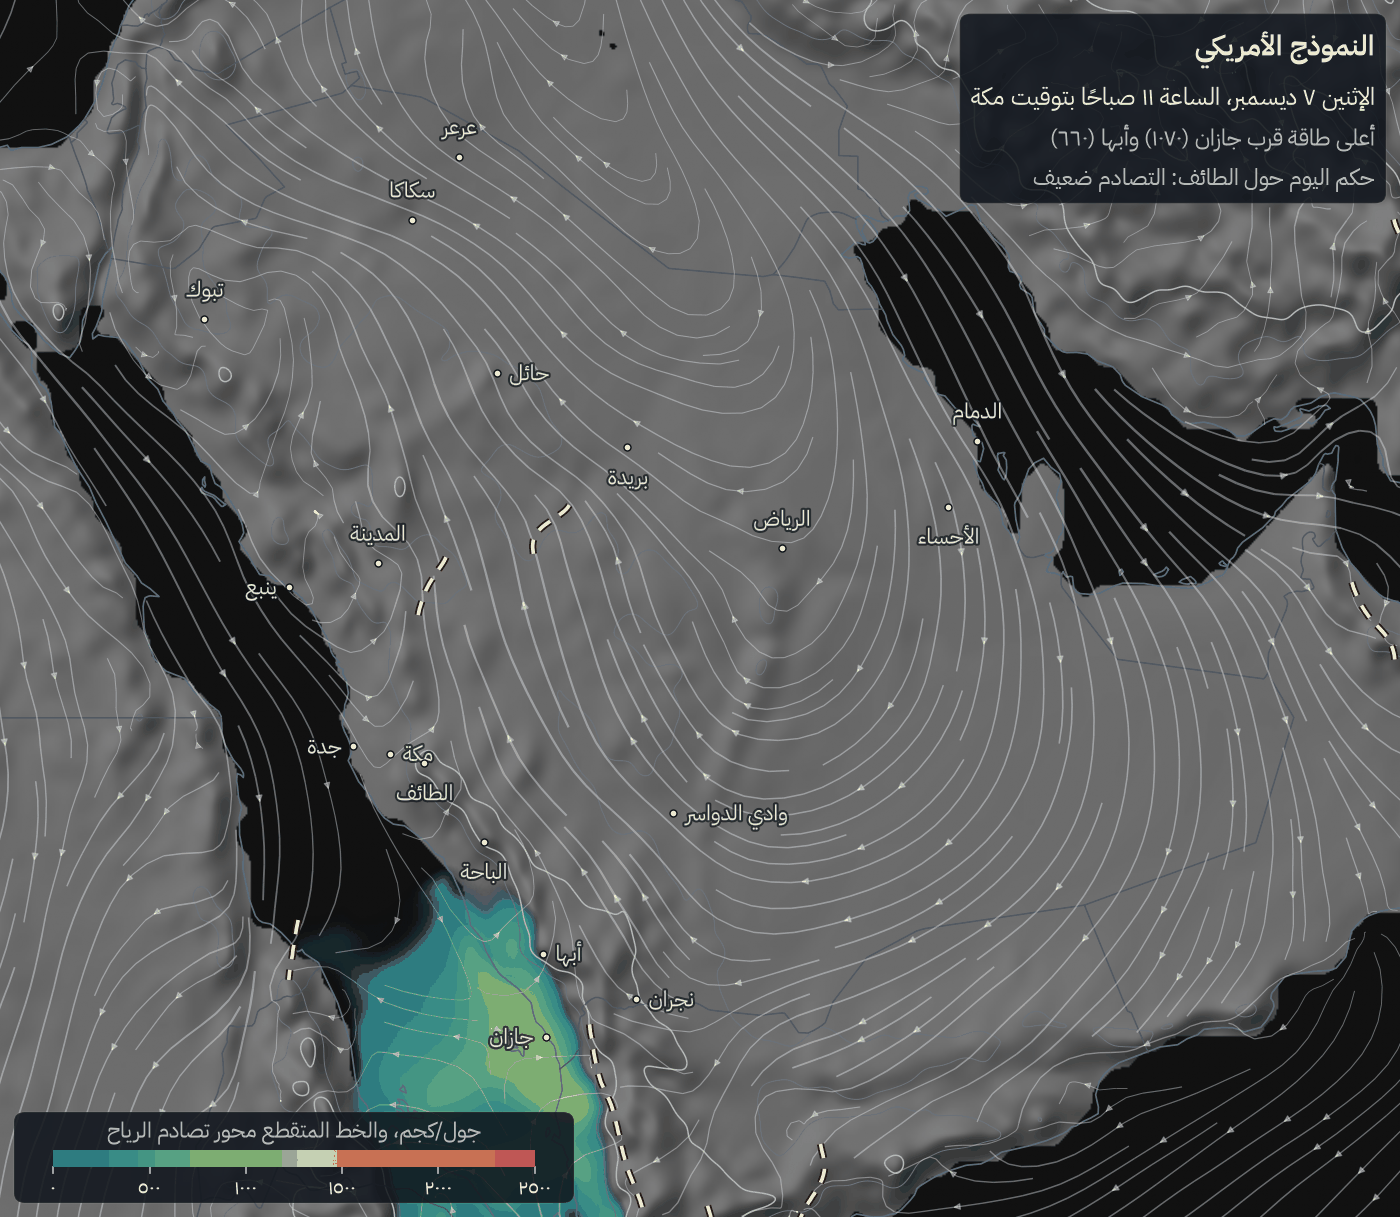 النموذج الأمريكي
الإثنين ٧ ديسمبر، الساعة ١١ صباحًا بتوقيت مكة
أعلى طاقة قرب جازان (١٠٧٠) وأبها (٦٦٠)
حكم اليوم حول الطائف: التصادم ضعيف
عرعر
سكاكا
تبوك
حائل
الدمام
بريدة
الرياض
الأحساء
المدينة
ينبع
جدة
مكة
الطائف
وادي الدواسر
الباحة
أبها
نجران
جازان
جول/كجم، والخط المتقطع محور تصادم الرياح
٠ ٥٠٠ ١٠٠٠ ١٥٠٠ ٢٠٠٠ ٢٥٠٠